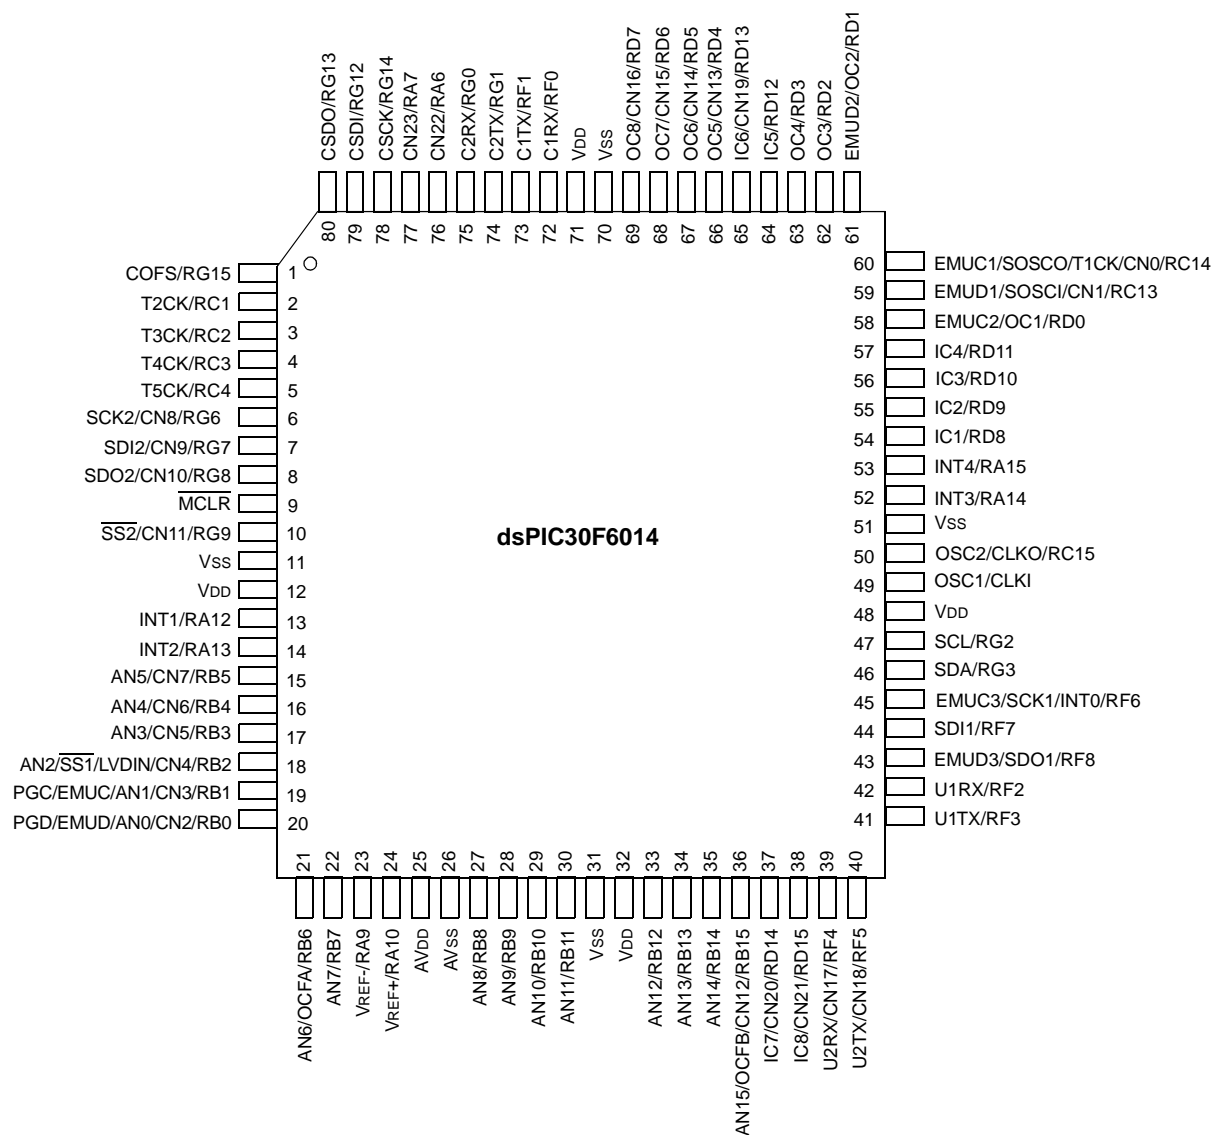 CSDO/RG13
CSDI/RG12
CSCK/RG14
CN23/RA7
CN22/RA6
C2RX/RG0
C2TX/RG1
C1TX/RF1
C1RX/RF0
VDD
VSS
OC8/CN16/RD7
OC7/CN15/RD6
OC6/CN14/RD5
OC5/CN13/RD4
IC6/CN19/RD13
IC5/RD12
OC4/RD3
OC3/RD2
EMUD2/OC2/RD1
80 79 78 77 76 75 74 73 72 71 70 69 68 67 66 65 64 63 62 61
COFS/RG15 1
T2CK/RC1 2
T3CK/RC2 3
T4CK/RC3 4
T5CK/RC4 5
SCK2/CN8/RG6 6
SDI2/CN9/RG7 7
SDO2/CN10/RG8 8
MCLR 9
SS2/CN11/RG9 10
VSS 11
VDD 12
INT1/RA12 13
INT2/RA13 14
AN5/CN7/RB5 15
AN4/CN6/RB4 16
AN3/CN5/RB3 17
AN2/SS1/LVDIN/CN4/RB2 18
PGC/EMUC/AN1/CN3/RB1 19
PGD/EMUD/AN0/CN2/RB0 20
dsPIC30F6014
60 EMUC1/SOSCO/T1CK/CN0/RC14
59 EMUD1/SOSCI/CN1/RC13
58 EMUC2/OC1/RD0
57 IC4/RD11
56 IC3/RD10
55 IC2/RD9
54 IC1/RD8
53 INT4/RA15
52 INT3/RA14
51 VSS
50 OSC2/CLKO/RC15
49 OSC1/CLKI
48 VDD
47 SCL/RG2
46 SDA/RG3
45 EMUC3/SCK1/INT0/RF6
44 SDI1/RF7
43 EMUD3/SDO1/RF8
42 U1RX/RF2
41 U1TX/RF3
21 22 23 24 25 26 27 28 29 30 31 32 33 34 35 36 37 38 39 40
AN6/OCFA/RB6
AN7/RB7
VREF-/RA9
VREF+/RA10
AVDD
AVSS
AN8/RB8
AN9/RB9
AN10/RB10
AN11/RB11
VSS
VDD
AN12/RB12
AN13/RB13
AN14/RB14
AN15/OCFB/CN12/RB15
IC7/CN20/RD14
IC8/CN21/RD15
U2RX/CN17/RF4
U2TX/CN18/RF5